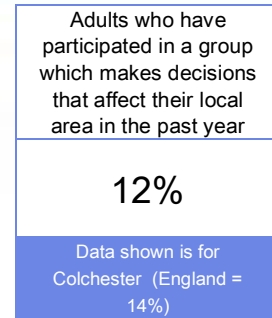 Adults who have
participated in a group
which makes decisions
that affect their local
area in the past year
12%
Data shown is for
Colchester (England =
14%)